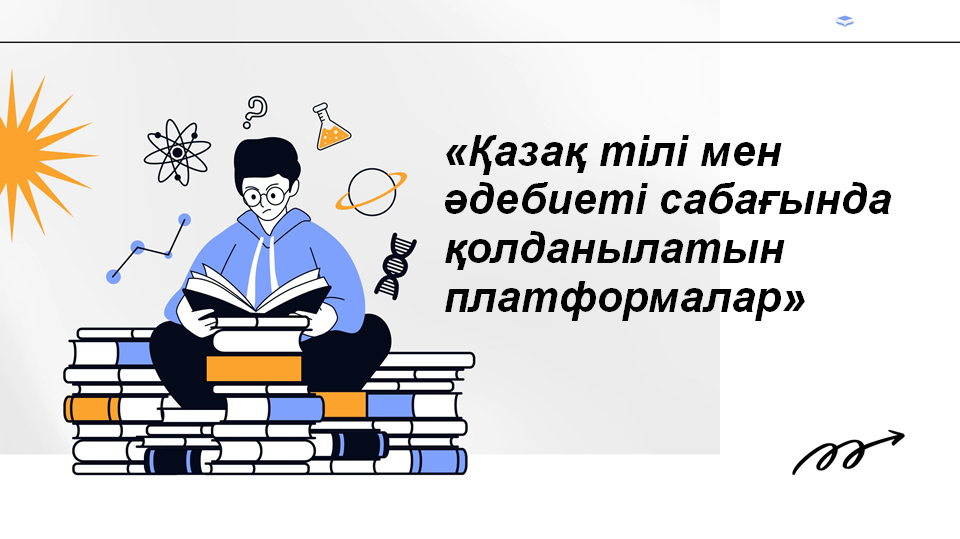 «Қазақ тілі мен
әдебиеті сабағында
қолданылатын
платформалар»